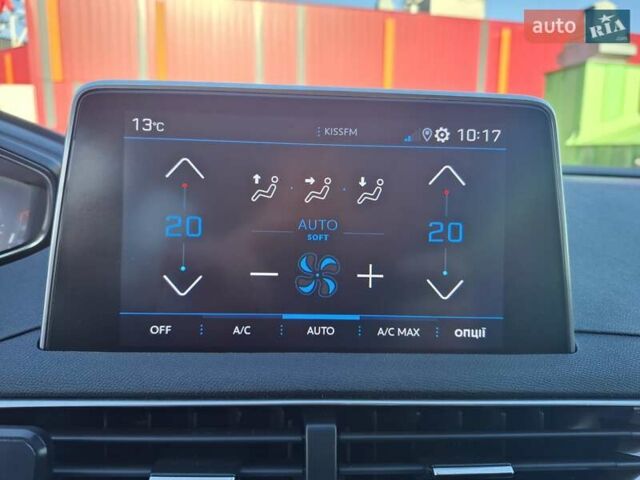 auto RIA .com
13°C KISSFM 10:17
20 AUTO 20
SOFT
OFF A/C AUTO A/C MAX ОПЦІЇ